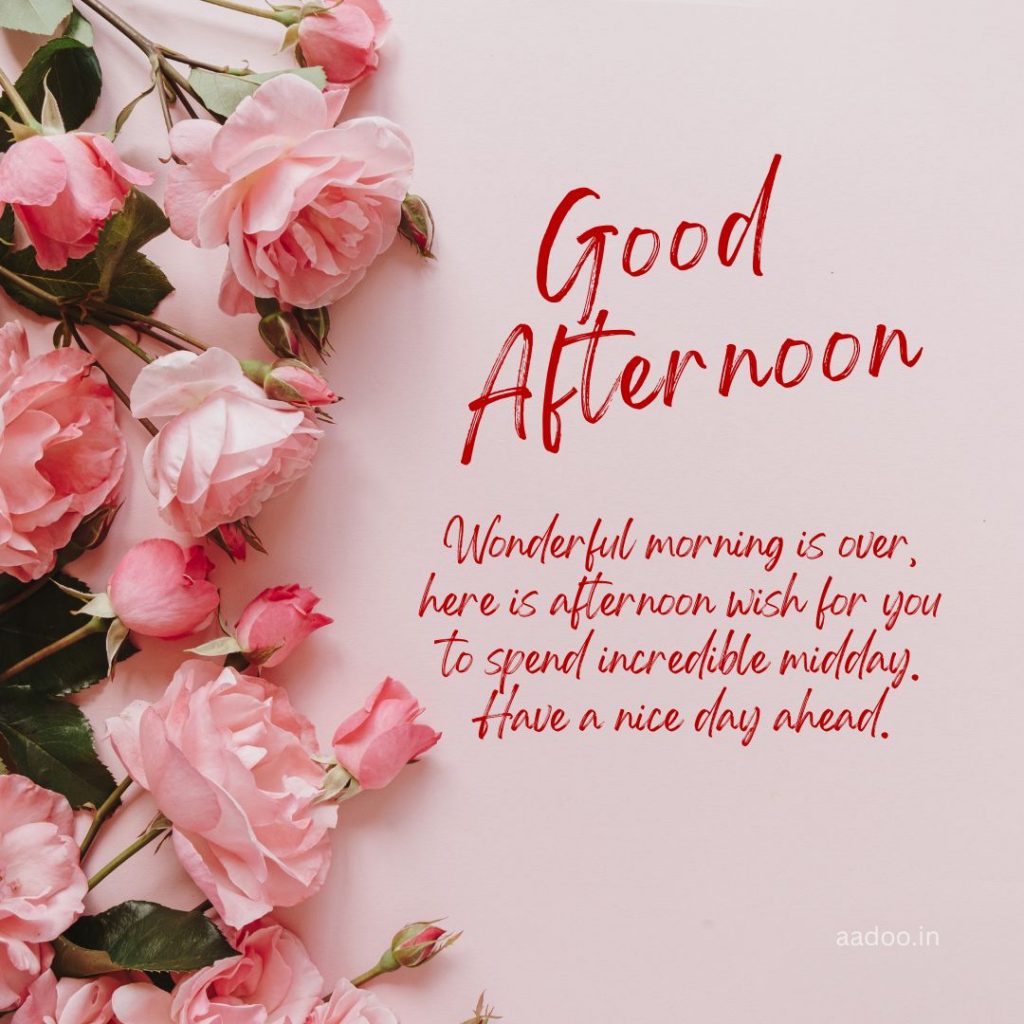 Good
Afternoon
Wonderful morning is over,
here is afternoon wish for you
to spend incredible midday.
Have a nice day ahead.
aadoo.in